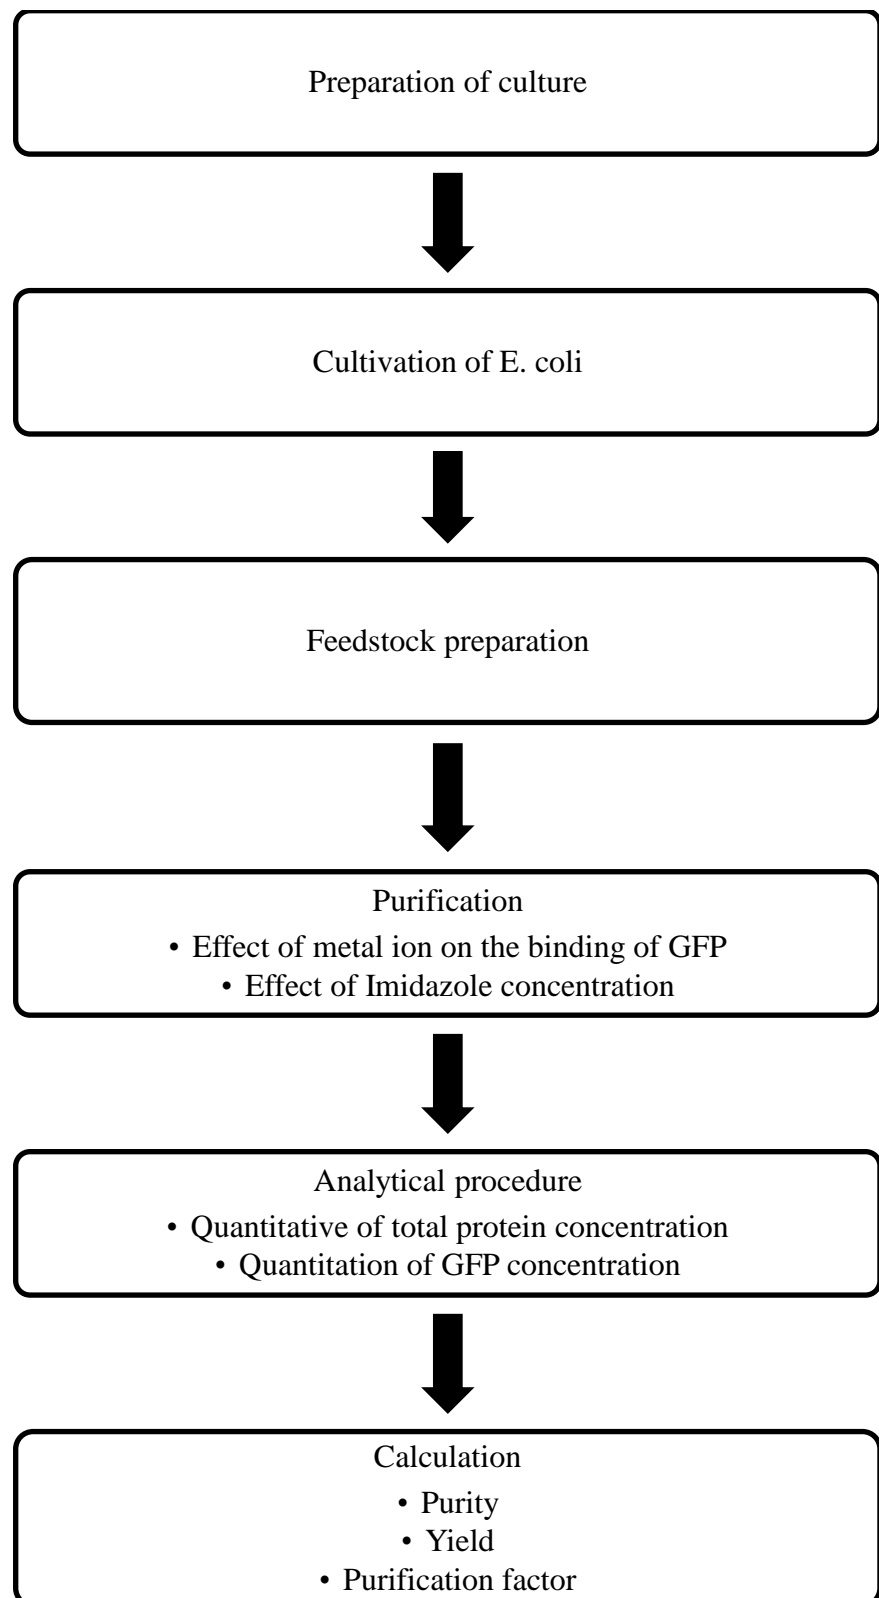 Preparation of culture
Cultivation of E. coli
Feedstock preparation
Purification
• Effect of metal ion on the binding of GFP
• Effect of Imidazole concentration
Analytical procedure
• Quantitative of total protein concentration
• Quantitation of GFP concentration
Calculation
• Purity
• Yield
• Purification factor